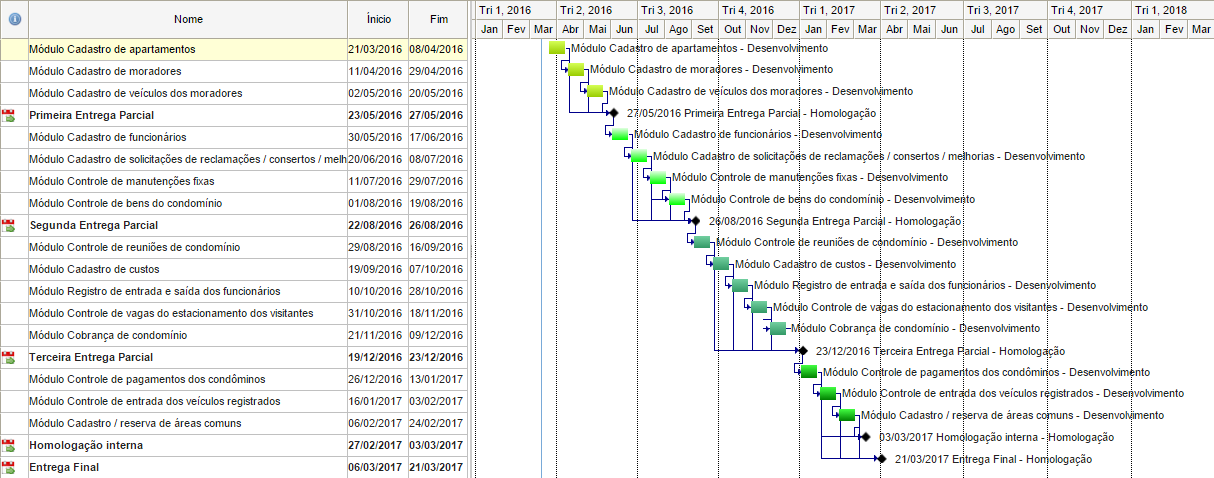 Nome Ínicio Fim
Tri 1, 2016 Tri 2, 2016 Tri 3, 2016 Tri 4, 2016 Tri 1, 2017 Tri 2, 2017 Tri 3, 2017 Tri 4, 2017 Tri 1, 2018
Jan Fev Mar Abr Mai Jun Jul Ago Set Out Nov Dez Jan Fev Mar Abr Mai Jun Jul Ago Set Out Nov Dez Jan Fev Mar
Módulo Cadastro de apartamentos 21/03/2016 08/04/2016 Módulo Cadastro de apartamentos - Desenvolvimento
Módulo Cadastro de moradores 11/04/2016 29/04/2016 Módulo Cadastro de moradores - Desenvolvimento
Módulo Cadastro de veículos dos moradores 02/05/2016 20/05/2016 Módulo Cadastro de veículos dos moradores - Desenvolvimento
Primeira Entrega Parcial 23/05/2016 27/05/2016 27/05/2016 Primeira Entrega Parcial - Homologação
Módulo Cadastro de funcionários 30/05/2016 17/06/2016 Módulo Cadastro de funcionários - Desenvolvimento
Módulo Cadastro de solicitações de reclamações / consertos / melh 20/06/2016 08/07/2016 Módulo Cadastro de solicitações de reclamações / consertos / melhorias - Desenvolvimento
Módulo Controle de manutenções fixas 11/07/2016 29/07/2016 Módulo Controle de manutenções fixas - Desenvolvimento
Módulo Controle de bens do condomínio 01/08/2016 19/08/2016 Módulo Controle de bens do condomínio - Desenvolvimento
Segunda Entrega Parcial 22/08/2016 26/08/2016 26/08/2016 Segunda Entrega Parcial - Homologação
Módulo Controle de reuniões de condomínio 29/08/2016 16/09/2016 Módulo Controle de reuniões de condomínio - Desenvolvimento
Módulo Cadastro de custos 19/09/2016 07/10/2016 Módulo Cadastro de custos - Desenvolvimento
Módulo Registro de entrada e saída dos funcionários 10/10/2016 28/10/2016 Módulo Registro de entrada e saída dos funcionários - Desenvolvimento
Módulo Controle de vagas do estacionamento dos visitantes 31/10/2016 18/11/2016 Módulo Controle de vagas do estacionamento dos visitantes - Desenvolvimento
Módulo Cobrança de condomínio 21/11/2016 09/12/2016 Módulo Cobrança de condomínio - Desenvolvimento
Terceira Entrega Parcial 19/12/2016 23/12/2016 23/12/2016 Terceira Entrega Parcial - Homologação
Módulo Controle de pagamentos dos condôminos 26/12/2016 13/01/2017 Módulo Controle de pagamentos dos condôminos - Desenvolvimento
Módulo Controle de entrada dos veículos registrados 16/01/2017 03/02/2017 Módulo Controle de entrada dos veículos registrados - Desenvolvimento
Módulo Cadastro / reserva de áreas comuns 06/02/2017 24/02/2017 Módulo Cadastro / reserva de áreas comuns - Desenvolvimento
Homologação interna 27/02/2017 03/03/2017 03/03/2017 Homologação interna - Homologação
Entrega Final 06/03/2017 21/03/2017 21/03/2017 Entrega Final - Homologação